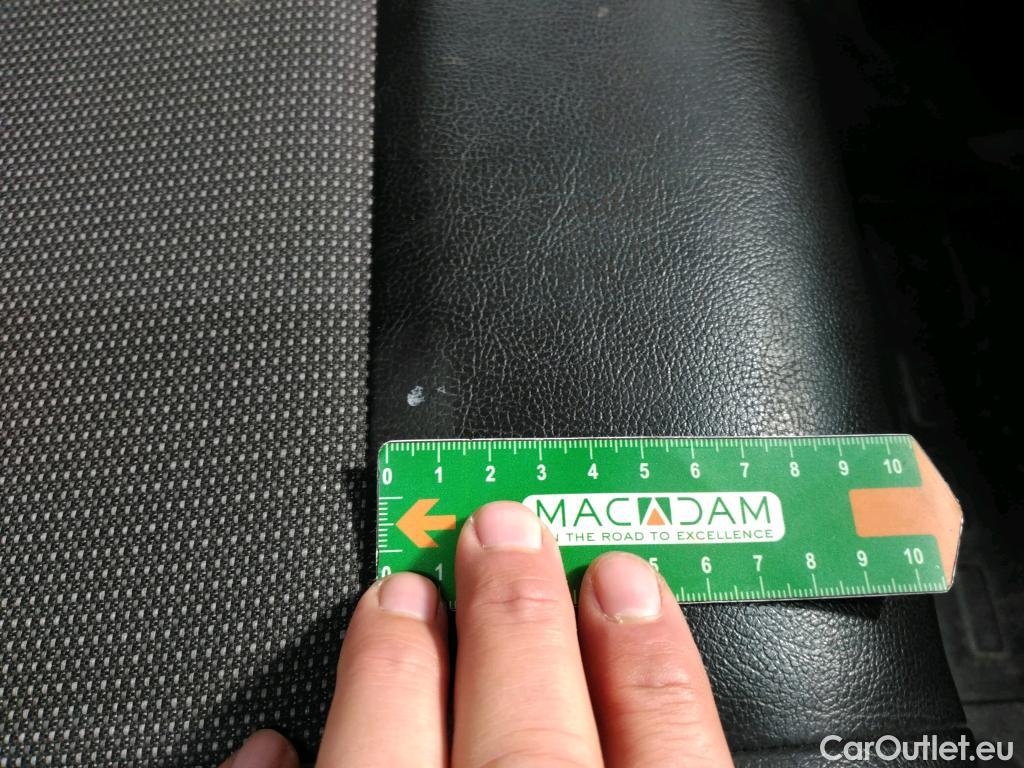 0 1 2 3 4 5 6 7 8 9 10
MACADAM
N THE ROAD TO EXCELLENCE
0 1 5 6 7 8 9 10
CarOutlet.eu